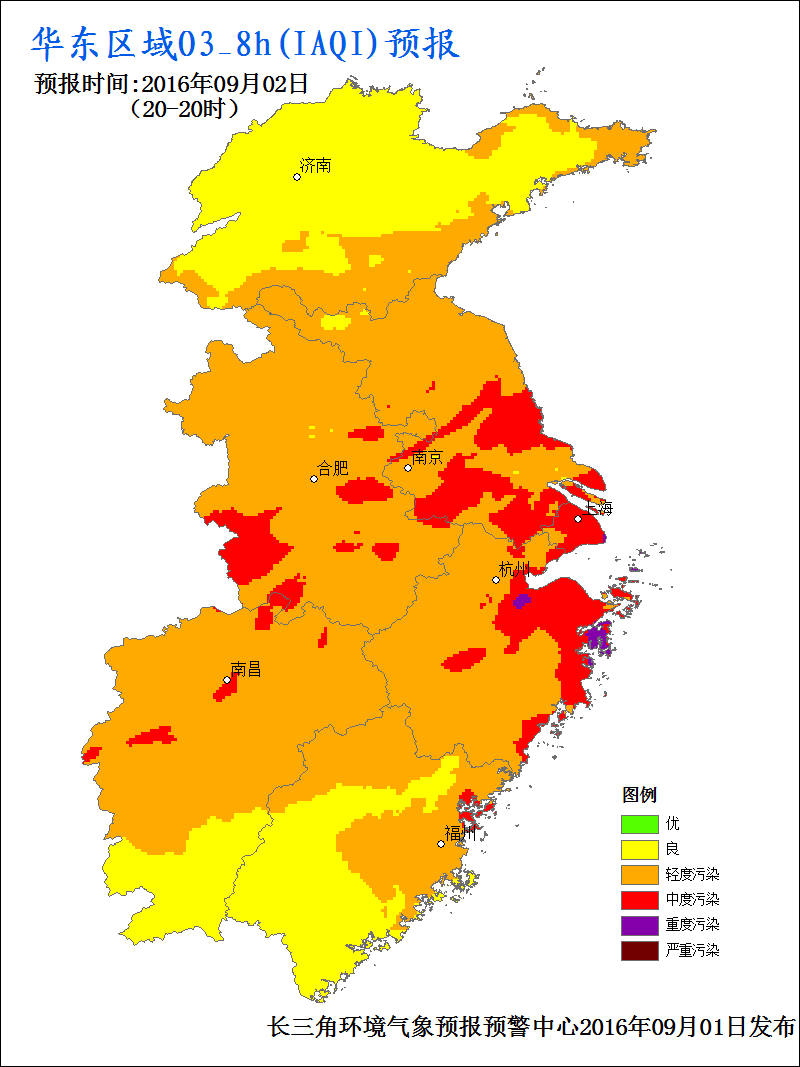 华东区域O3_8h(IAQI)预报
预报时间:2016年09月02日
（20-20时）
济南
南京
合肥
上海
杭州
南昌
福州
图例
优
良
轻度污染
中度污染
重度污染
严重污染
长三角环境气象预报预警中心2016年09月01日发布